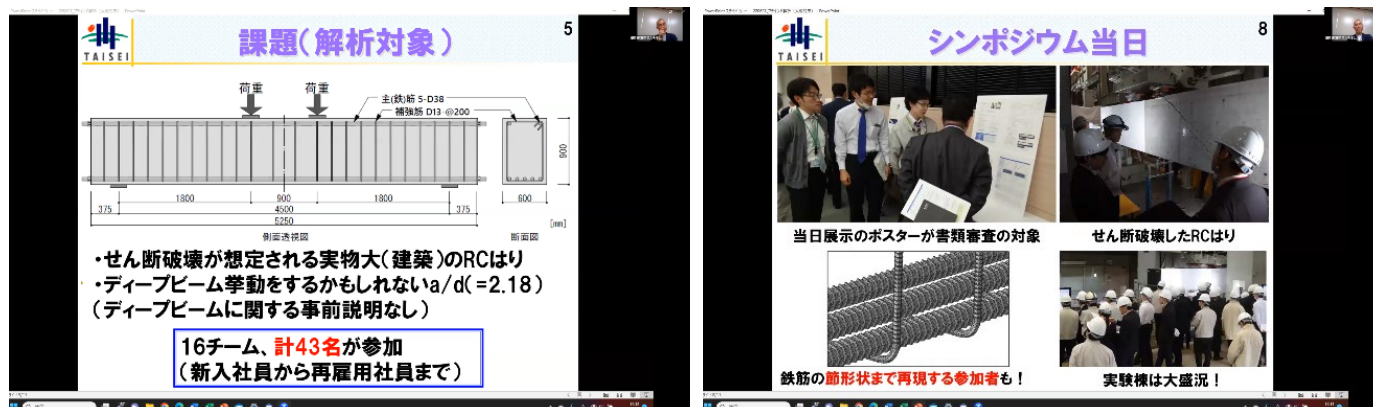 課題（解析対象）
5
TAISEI
荷重
荷重
主(鉄)筋 5-D38
補強筋 D13 @200
900
1800
900
1800
375
4500
375
5250
600
[mm]
側面透視図
断面図
・せん断破壊が想定される実物大（建築）のRCはり
・ディープビーム挙動をするかもしれないa/d（=2.18）
（ディープビームに関する事前説明なし）
16チーム、計43名が参加
（新入社員から再雇用社員まで）
シンポジウム当日
8
TAISEI
当日展示のポスターが書類審査の対象
せん断破壊したRCはり
鉄筋の節形状まで再現する参加者も！
実験棟は大盛況！